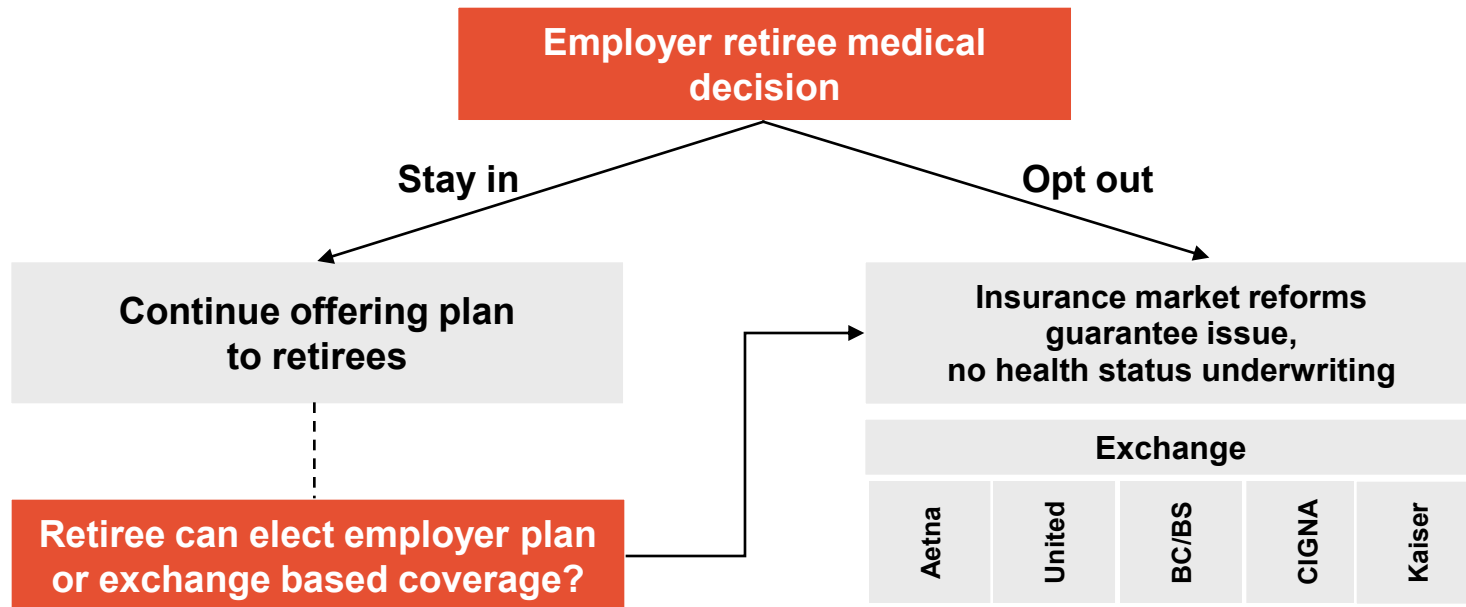 Employer retiree medical
decision
Stay in
Opt out
Continue offering plan
to retirees
Insurance market reforms
guarantee issue,
no health status underwriting
Exchange
Retiree can elect employer plan
or exchange based coverage?
Aetna
United
BC/BS
CIGNA
Kaiser